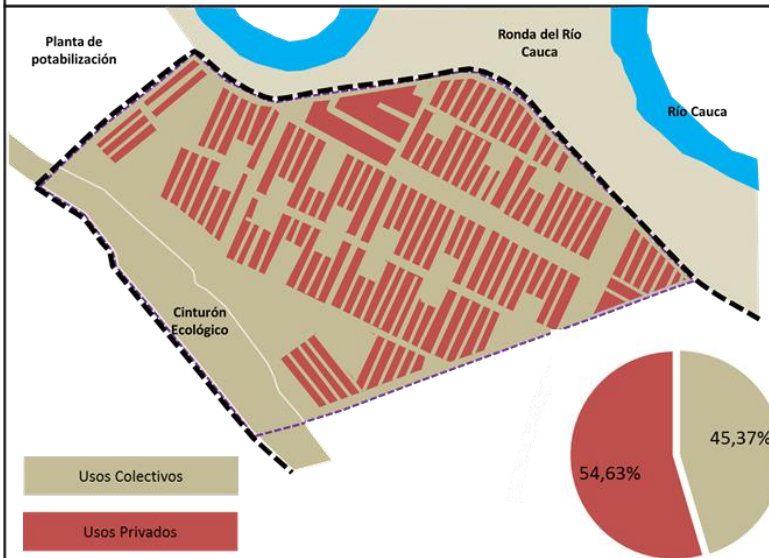 Planta de
potabilización
Ronda del Río
Cauca
Río Cauca
Cinturón
Ecológico
Usos Colectivos
Usos Privados
45,37%
54,63%